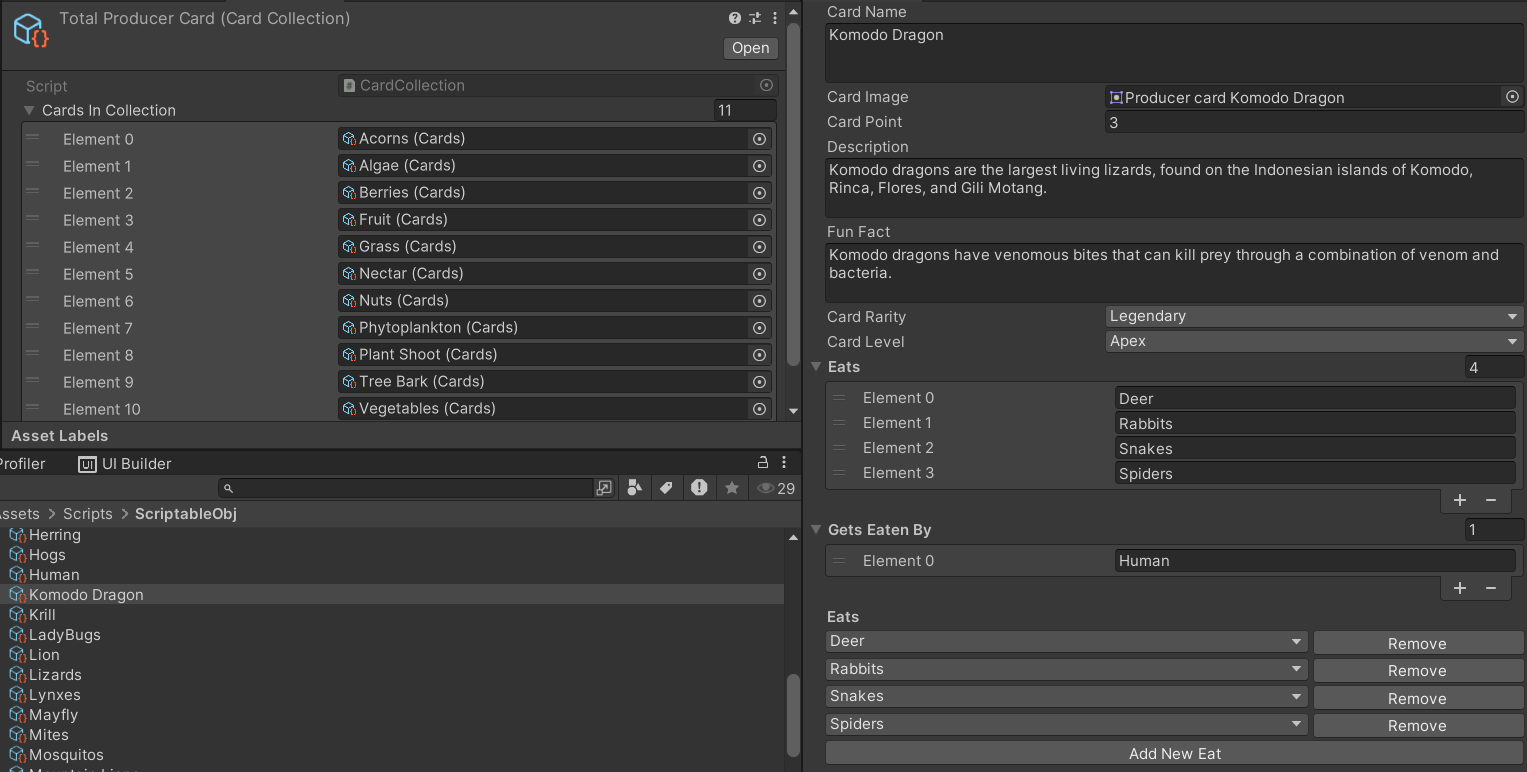 Total Producer Card (Card Collection)
Open
Script CardCollection
Cards In Collection 11
Element 0 Acorns (Cards)
Element 1 Algae (Cards)
Element 2 Berries (Cards)
Element 3 Fruit (Cards)
Element 4 Grass (Cards)
Element 5 Nectar (Cards)
Element 6 Nuts (Cards)
Element 7 Phytoplankton (Cards)
Element 8 Plant Shoot (Cards)
Element 9 Tree Bark (Cards)
Element 10 Vegetables (Cards)
Asset Labels
Profiler UI UI Builder
29
Assets > Scripts > ScriptableObj
Herring
Hogs
Human
Komodo Dragon
Krill
LadyBugs
Lion
Lizards
Lynxes
Mayfly
Mites
Mosquitos
Card Name
Komodo Dragon
Card Image Producer card Komodo Dragon
Card Point 3
Description
Komodo dragons are the largest living lizards, found on the Indonesian islands of Komodo,
Rinca, Flores, and Gili Motang.
Fun Fact
Komodo dragons have venomous bites that can kill prey through a combination of venom and
bacteria.
Card Rarity Legendary
Card Level Apex
Eats 4
Element 0 Deer
Element 1 Rabbits
Element 2 Snakes
Element 3 Spiders
+ −
Gets Eaten By 1
Element 0 Human
+ −
Eats
Deer Remove
Rabbits Remove
Snakes Remove
Spiders Remove
Add New Eat